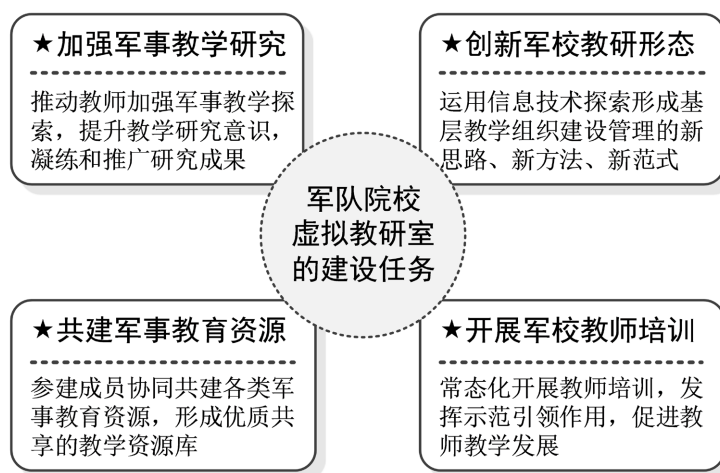 ★加强军事教学研究
推动教师加强军事教学探
索，提升教学研究意识，
凝练和推广研究成果
★创新军校教研形态
运用信息技术探索形成基
层教学组织建设管理的新
思路、新方法、新范式
军队院校
虚拟教研室
的建设任务
★共建军事教育资源
参建成员协同共建各类军
事教育资源，形成优质共
享的教学资源库
★开展军校教师培训
常态化开展教师培训，发
挥示范引领作用，促进教
师教学发展